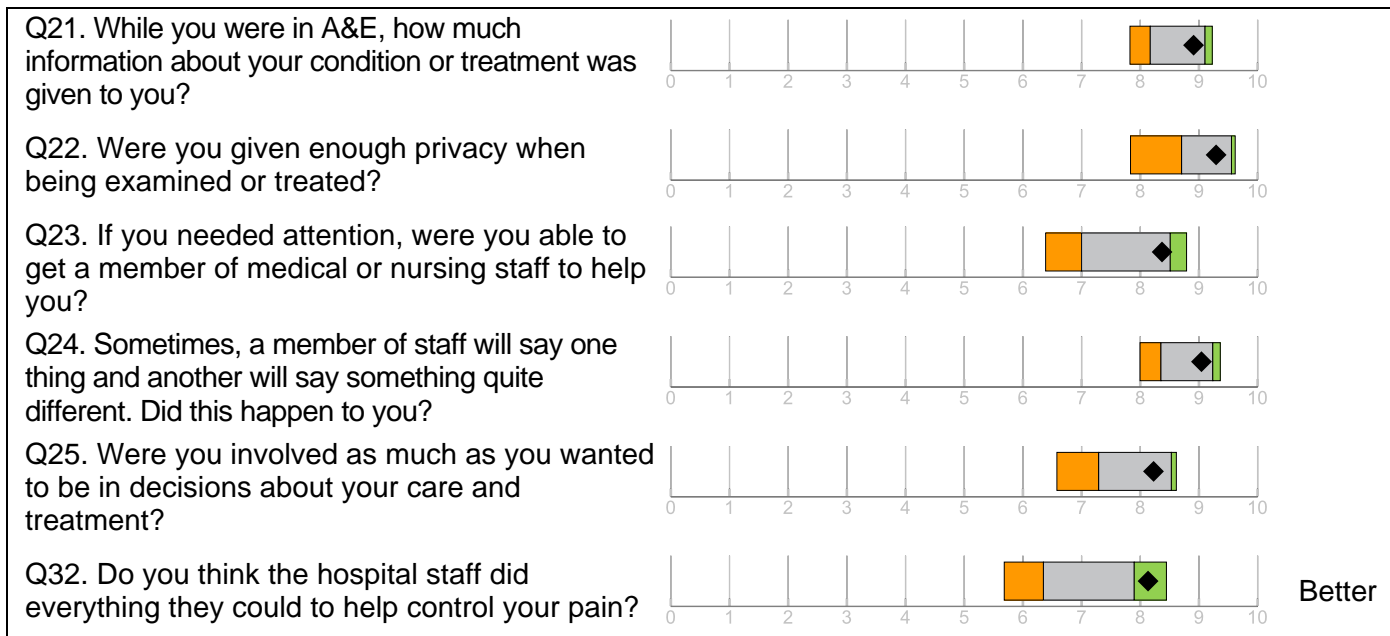 Q21. While you were in A&E, how much
information about your condition or treatment was
given to you?
0 1 2 3 4 5 6 7 8 9 10
Q22. Were you given enough privacy when
being examined or treated?
0 1 2 3 4 5 6 7 8 9 10
Q23. If you needed attention, were you able to
get a member of medical or nursing staff to help
you?
0 1 2 3 4 5 6 7 8 9 10
Q24. Sometimes, a member of staff will say one
thing and another will say something quite
different. Did this happen to you?
0 1 2 3 4 5 6 7 8 9 10
Q25. Were you involved as much as you wanted
to be in decisions about your care and
treatment?
0 1 2 3 4 5 6 7 8 9 10
Q32. Do you think the hospital staff did
everything they could to help control your pain?
0 1 2 3 4 5 6 7 8 9 10
Better